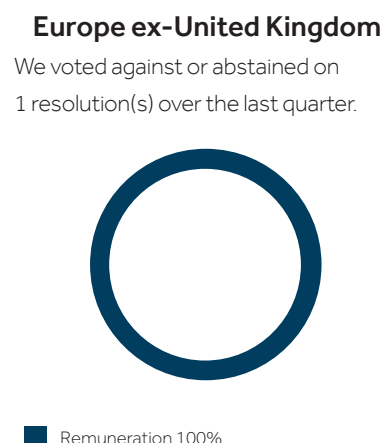 Europe ex-United Kingdom
We voted against or abstained on
1 resolution(s) over the last quarter.
Remuneration 100%